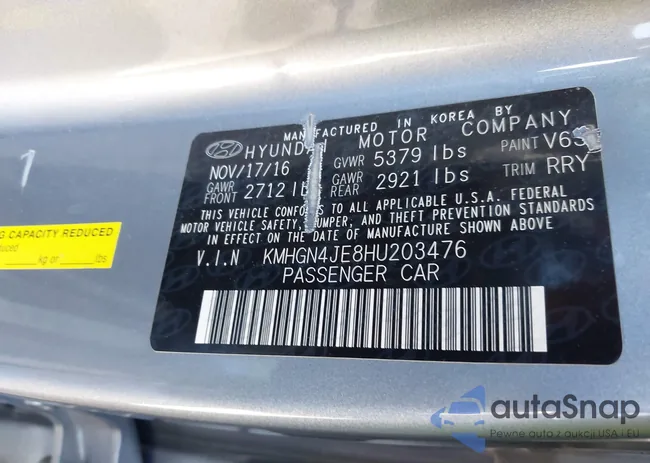 MANUFACTURED IN KOREA BY
HYUNDAI MOTOR COMPANY
NOV/17/16 GVWR 5379 lbs PAINT V6S
GAWR FRONT 2712 lbs GAWR REAR 2921 lbs TRIM RRY
THIS VEHICLE CONFORMS TO ALL APPLICABLE U.S.A. FEDERAL
MOTOR VEHICLE SAFETY, BUMPER, AND THEFT PREVENTION STANDARDS
IN EFFECT ON THE DATE OF MANUFACTURE SHOWN ABOVE.
V.I.N KMHGN4JE8HU203476
PASSENGER CAR
1
G CAPACITY REDUCED
duced
kg or lbs
autaSnap
Pewne auto z aukcji USA i EU